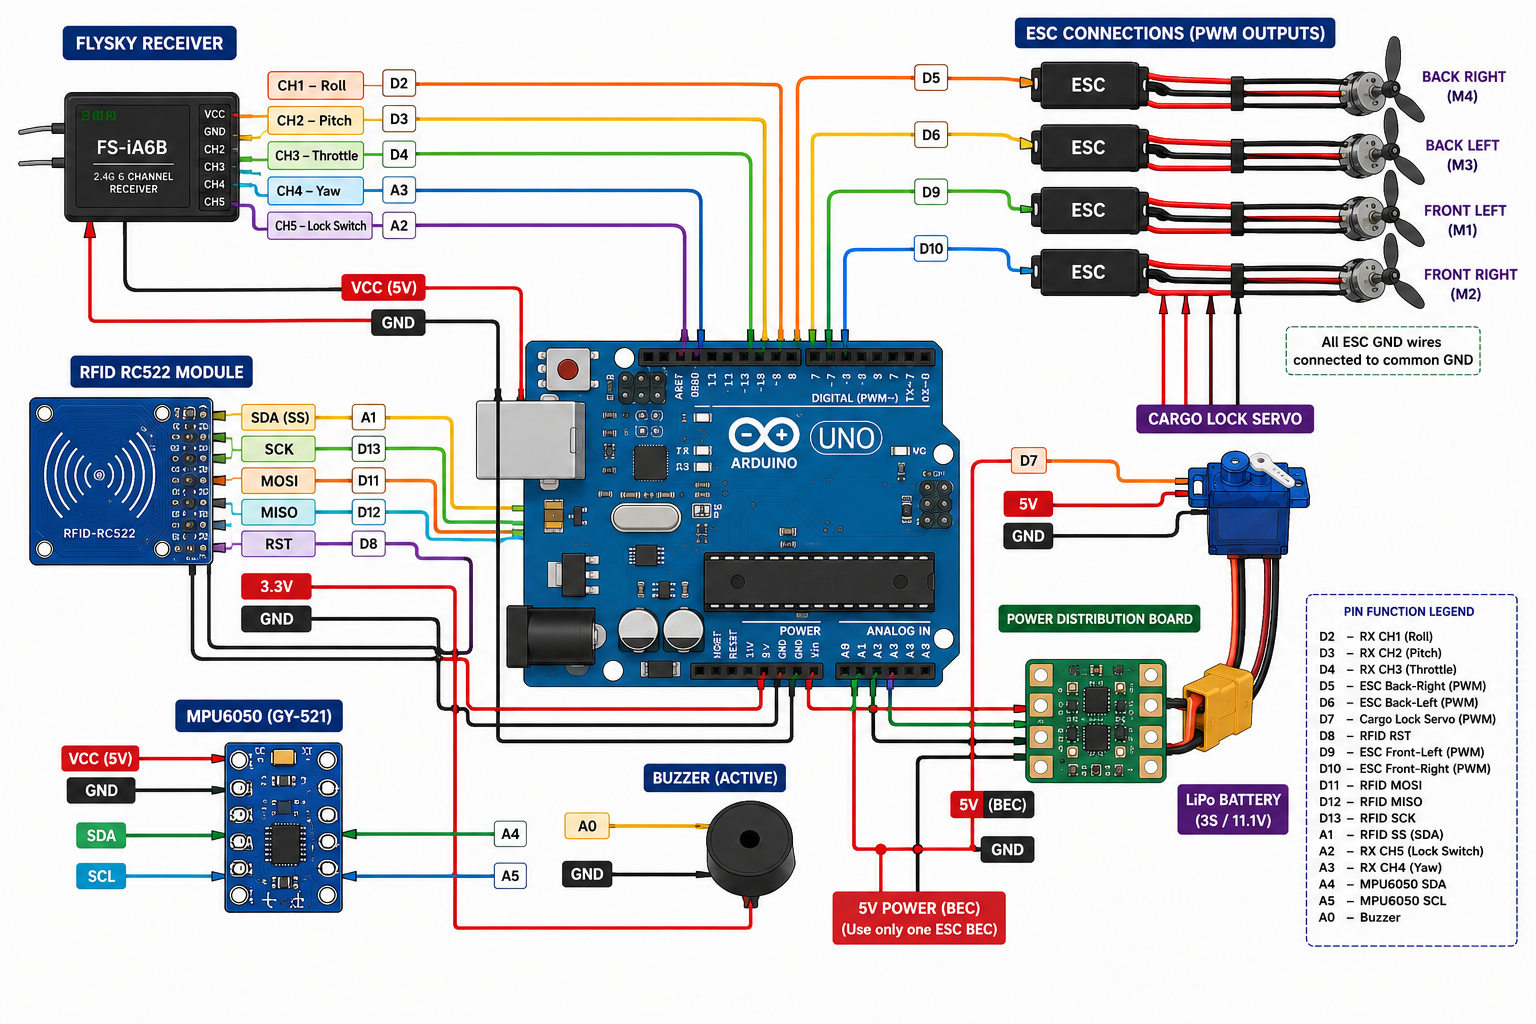 FLYSKY RECEIVER
ESC CONNECTIONS (PWM OUTPUTS)
CH1 – Roll
D2
CH2 – Pitch
D3
CH3 – Throttle
D4
CH4 – Yaw
A3
CH5 – Lock Switch
A2
FS-iA6B
2.4G 6 CHANNEL
RECEIVER
VCC
GND
CH2
CH3
CH4
CH5
D5
ESC
BACK RIGHT
(M4)
D6
ESC
BACK LEFT
(M3)
D9
ESC
FRONT LEFT
(M1)
D10
ESC
FRONT RIGHT
(M2)
VCC (5V)
GND
All ESC GND wires
connected to common GND
RFID RC522 MODULE
SDA (SS)
A1
SCK
D13
MOSI
D11
MISO
D12
RST
D8
3.3V
GND
RFID-RC522
DIGITAL (PWM~)
UNO
ARDUINO
POWER
ANALOG IN
RESET
GND
GND
Vin
A0
A1
A2
A3
A3
A3
CARGO LOCK SERVO
D7
5V
GND
POWER DISTRIBUTION BOARD
LiPo BATTERY
(3S / 11.1V)
PIN FUNCTION LEGEND
D2 – RX CH1 (Roll)
D3 – RX CH2 (Pitch)
D4 – RX CH3 (Throttle)
D5 – ESC Back-Right (PWM)
D6 – ESC Back-Left (PWM)
D7 – Cargo Lock Servo (PWM)
D8 – RFID RST
D9 – ESC Front-Left (PWM)
D10 – ESC Front-Right (PWM)
D11 – RFID MOSI
D12 – RFID MISO
D13 – RFID SCK
A1 – RFID SS (SDA)
A2 – RX CH5 (Lock Switch)
A3 – RX CH4 (Yaw)
A4 – MPU6050 SDA
A5 – MPU6050 SCL
A0 – Buzzer
MPU6050 (GY-521)
VCC (5V)
GND
SDA
SCL
A4
A5
BUZZER (ACTIVE)
A0
GND
5V (BEC)
GND
5V POWER (BEC)
(Use only one ESC BEC)